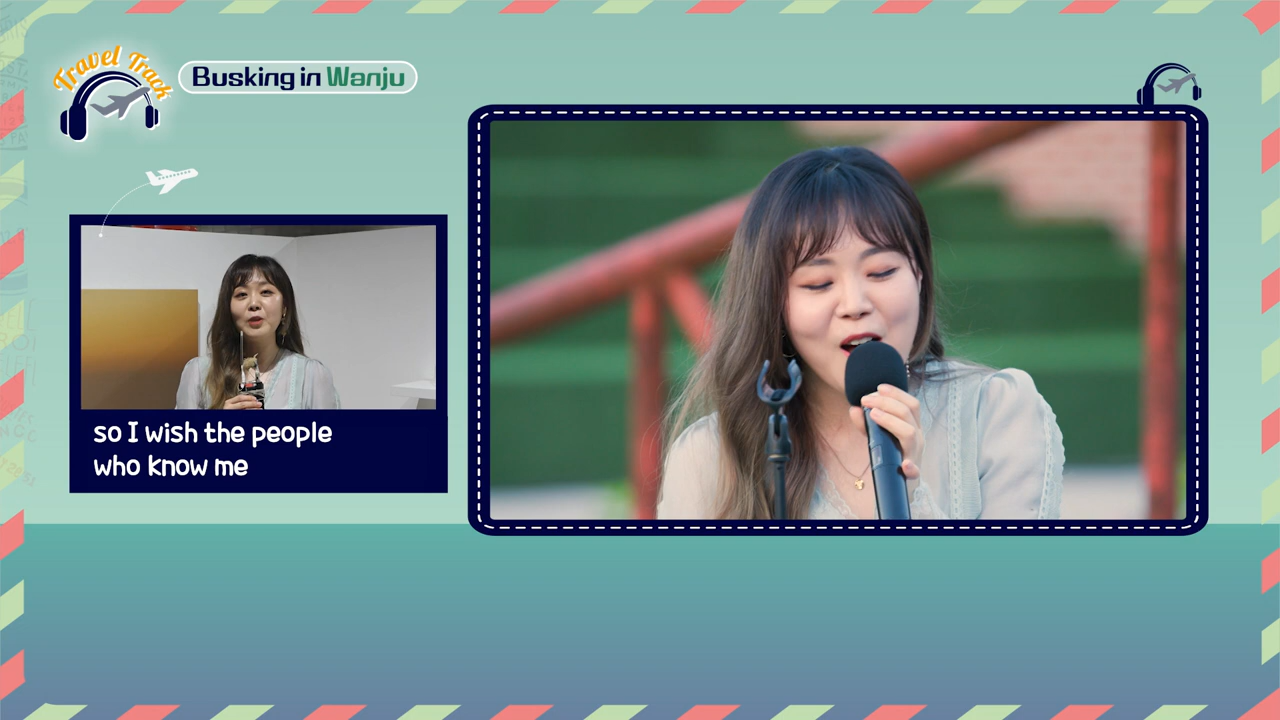 Travel Track
Busking in Wanju
so I wish the people
who know me